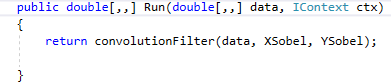 public double[,,] Run(double[,,] data, IContext ctx)
{
return convolutionFilter(data, XSobel, YSobel);
}